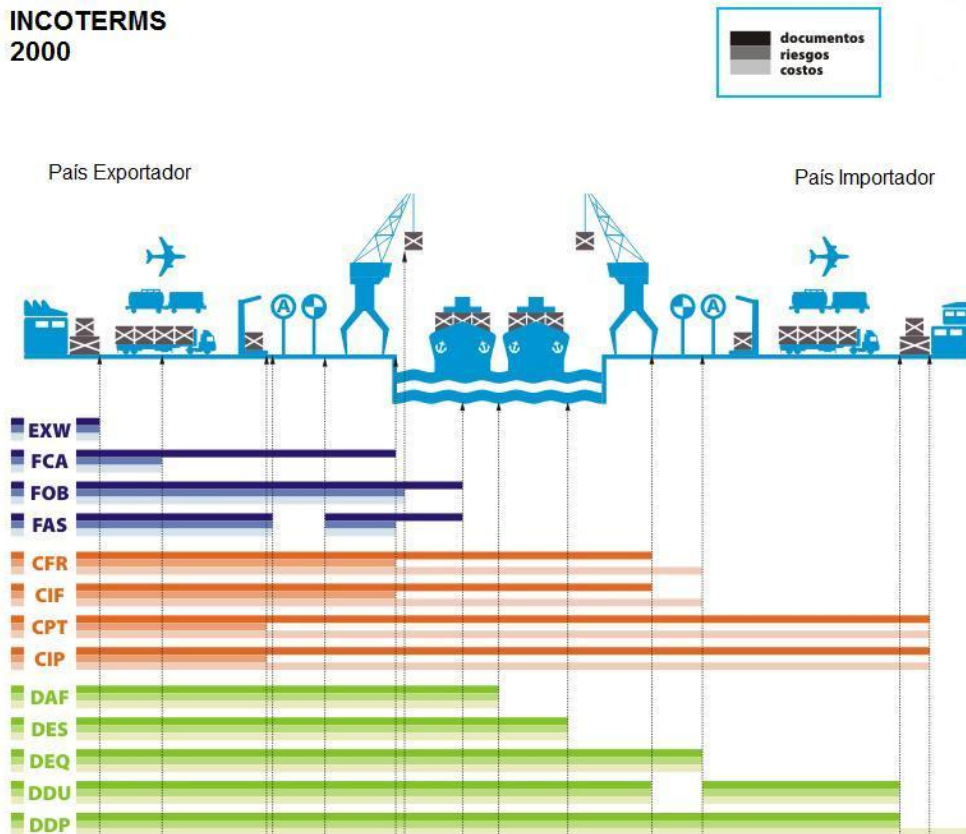 INCOTERMS
2000
documentos
riesgos
costos
País Exportador
País Importador
A
A
EXW
FCA
FOB
FAS
CFR
CIF
CPT
CIP
DAF
DES
DEQ
DDU
DDP